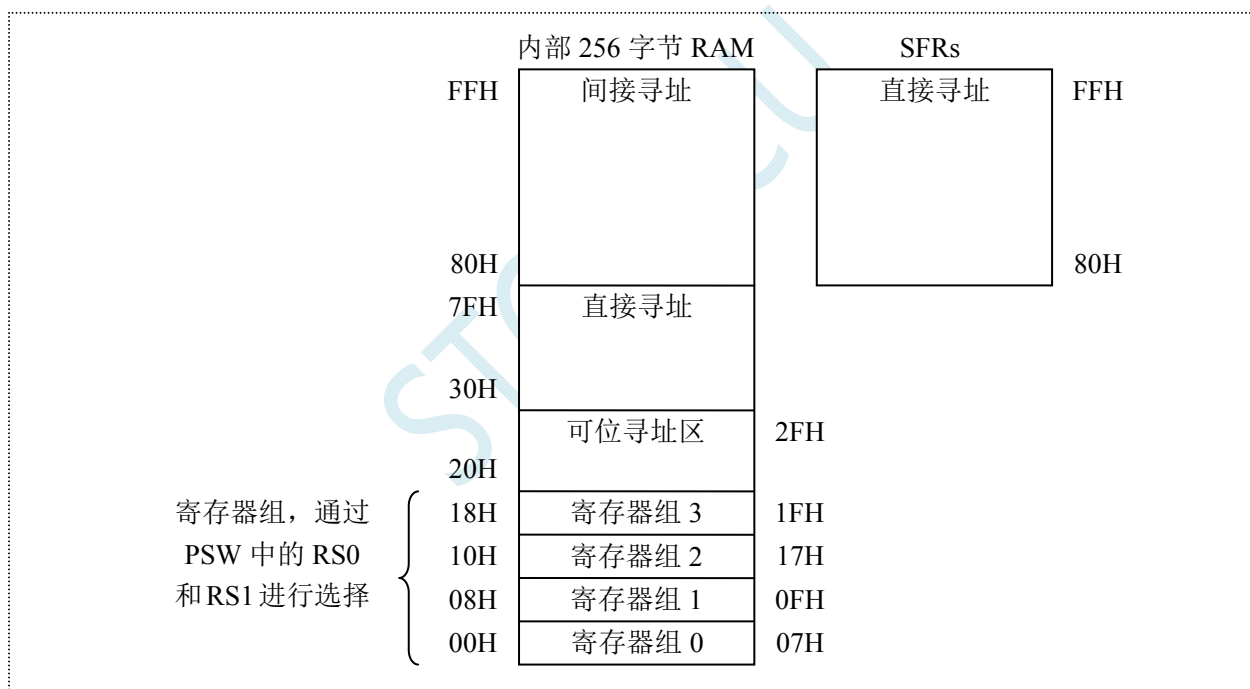 内部 256 字节 RAM SFRs
FFH 间接寻址 直接寻址 FFH
80H 80H
7FH 直接寻址
30H
可位寻址区 2FH
20H
寄存器组，通过 18H 寄存器组 3 1FH
PSW 中的 RS0 10H 寄存器组 2 17H
和 RS1 进行选择 08H 寄存器组 1 0FH
00H 寄存器组 0 07H